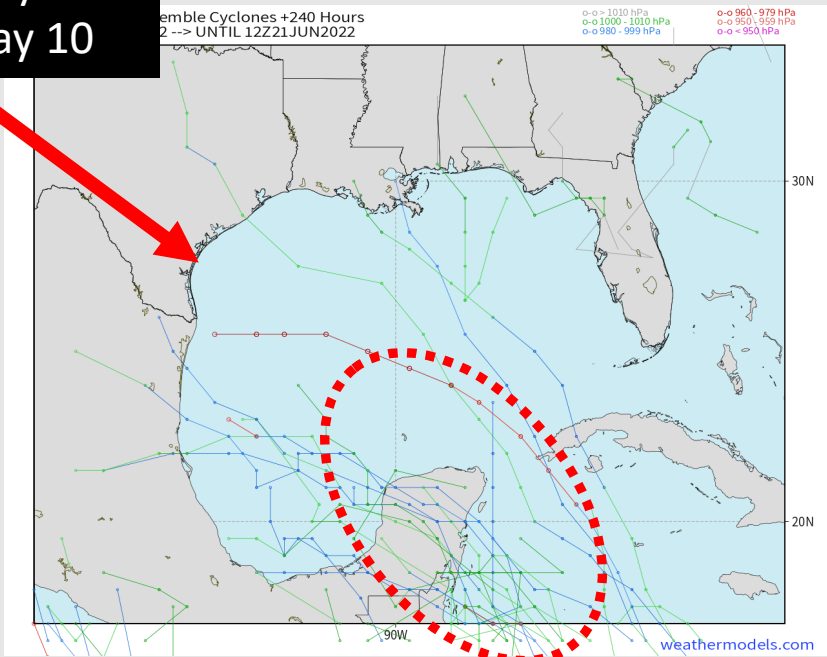 ay 10
emble Cyclones +240 Hours
2 --> UNTIL 12Z21JUN2022
o-o > 1010 hPa
o-o 1000 - 1010 hPa
o-o 980 - 999 hPa
o-o 960 - 979 hPa
o-o 950 - 959 hPa
o-o < 950 hPa
30N
20N
90W
weathermodels.com